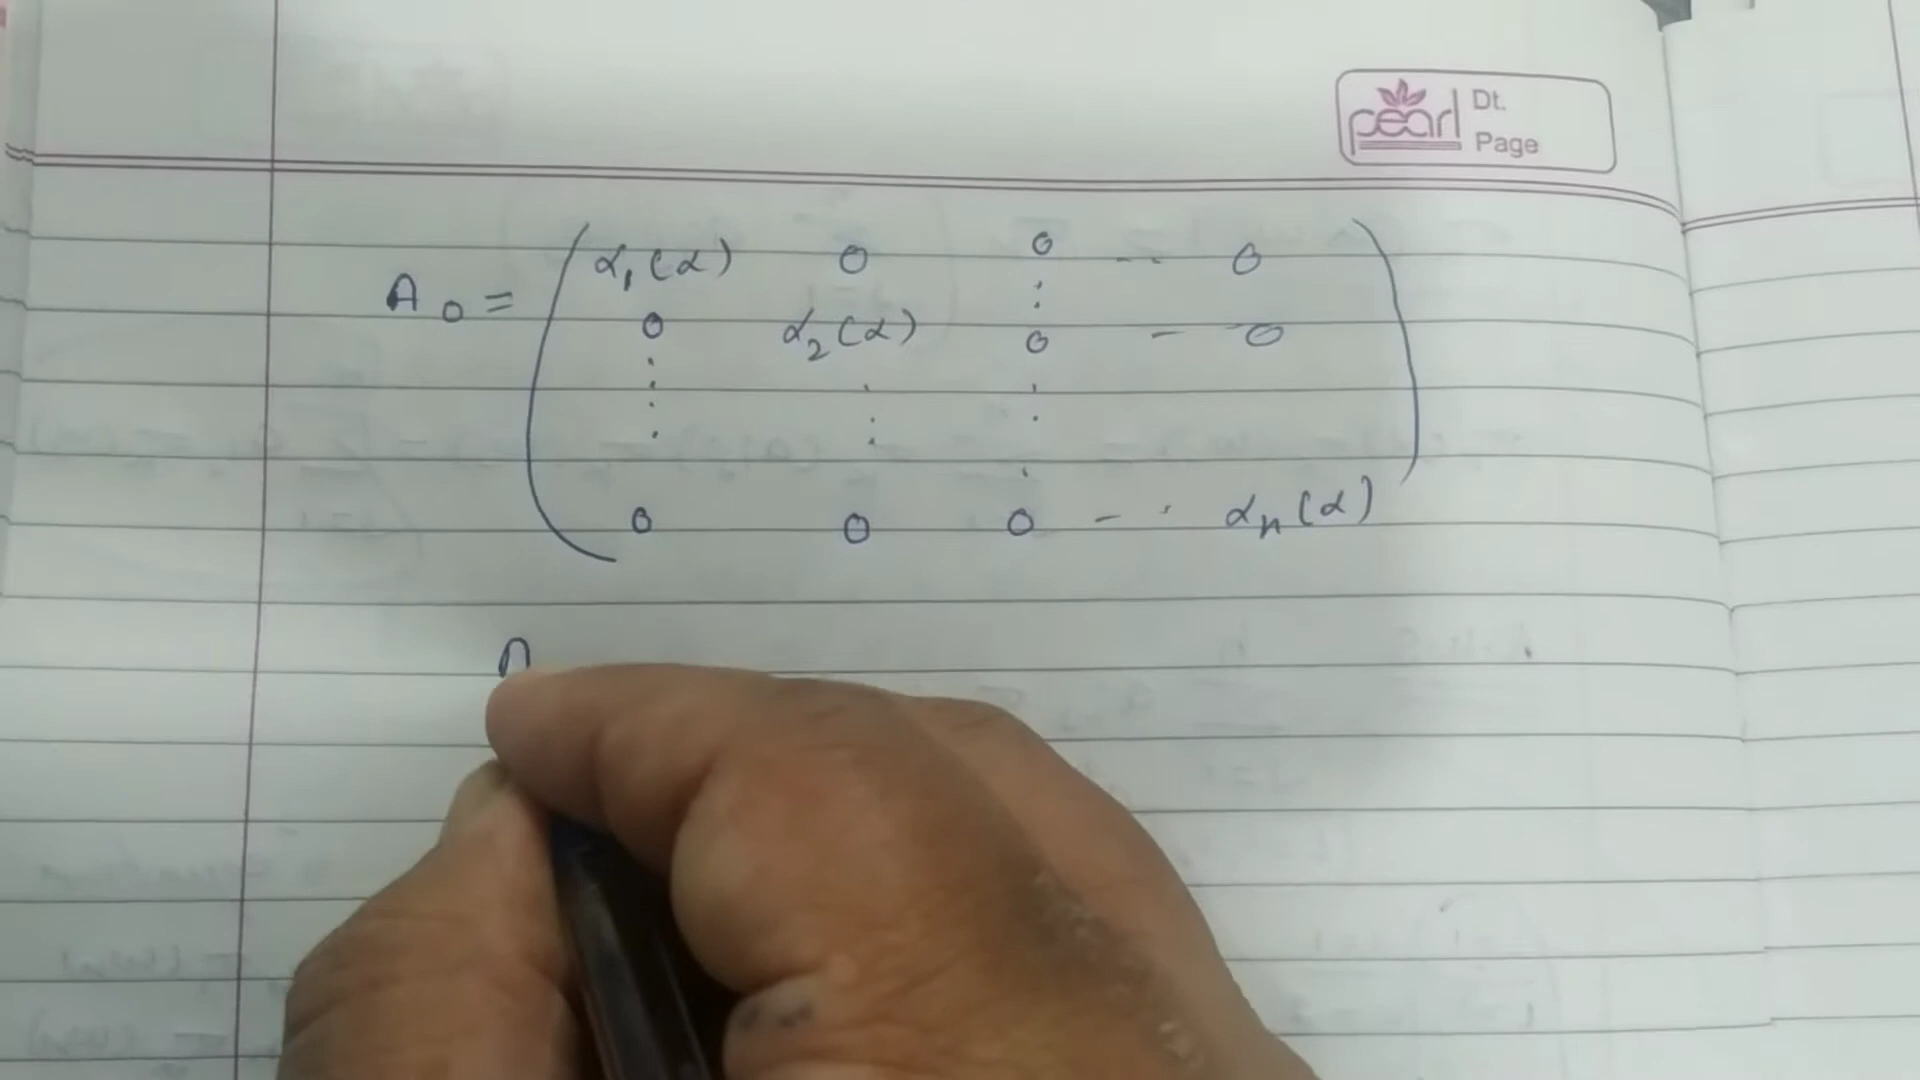 pearl Dt.
Page
A₀ = ( α₁(α) 0 0 -- 0 )
0 α₂(α) 0 - - 0
0 0 0 - · αₙ(α)
A